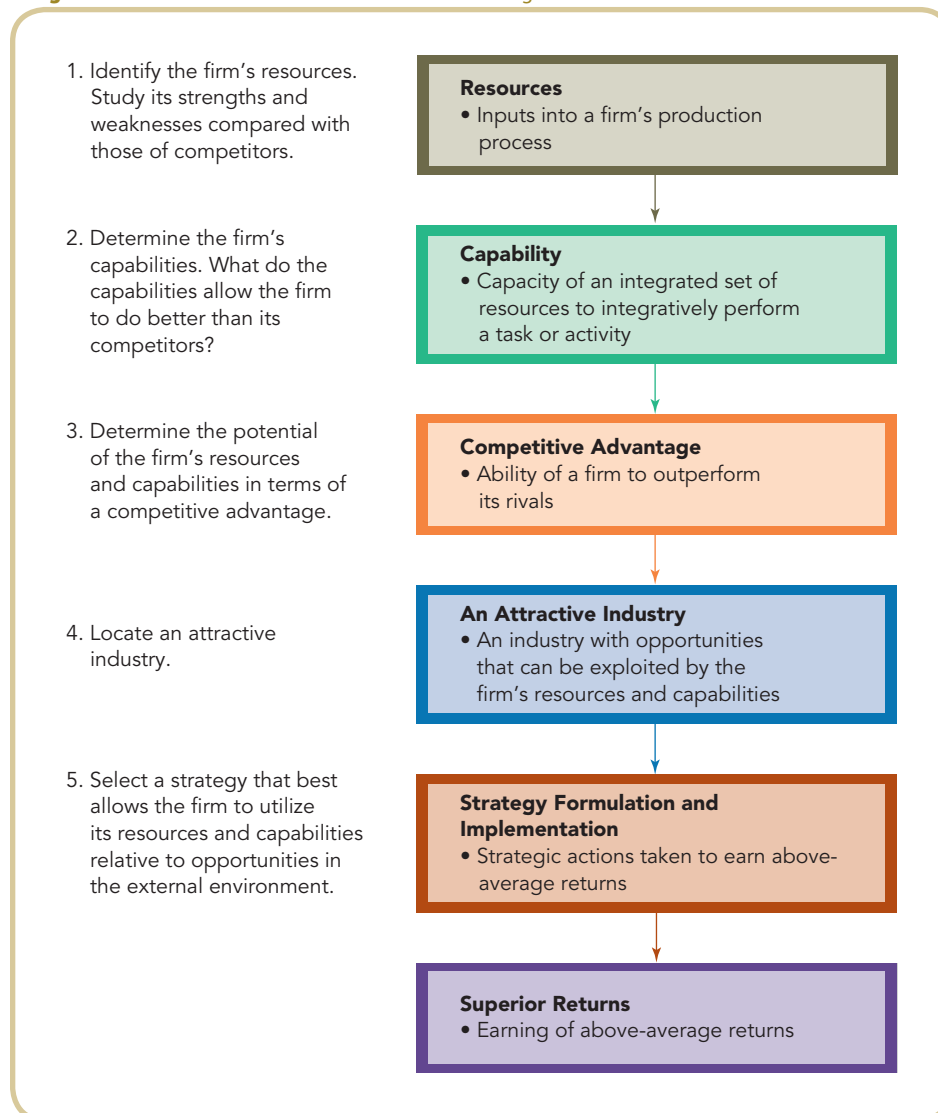 1. Identify the firm's resources.
Study its strengths and
weaknesses compared with
those of competitors.
Resources
• Inputs into a firm's production
process
2. Determine the firm's
capabilities. What do the
capabilities allow the firm
to do better than its
competitors?
Capability
• Capacity of an integrated set of
resources to integratively perform
a task or activity
3. Determine the potential
of the firm's resources
and capabilities in terms of
a competitive advantage.
Competitive Advantage
• Ability of a firm to outperform
its rivals
4. Locate an attractive
industry.
An Attractive Industry
• An industry with opportunities
that can be exploited by the
firm's resources and capabilities
5. Select a strategy that best
allows the firm to utilize
its resources and capabilities
relative to opportunities in
the external environment.
Strategy Formulation and
Implementation
• Strategic actions taken to earn above-
average returns
Superior Returns
• Earning of above-average returns